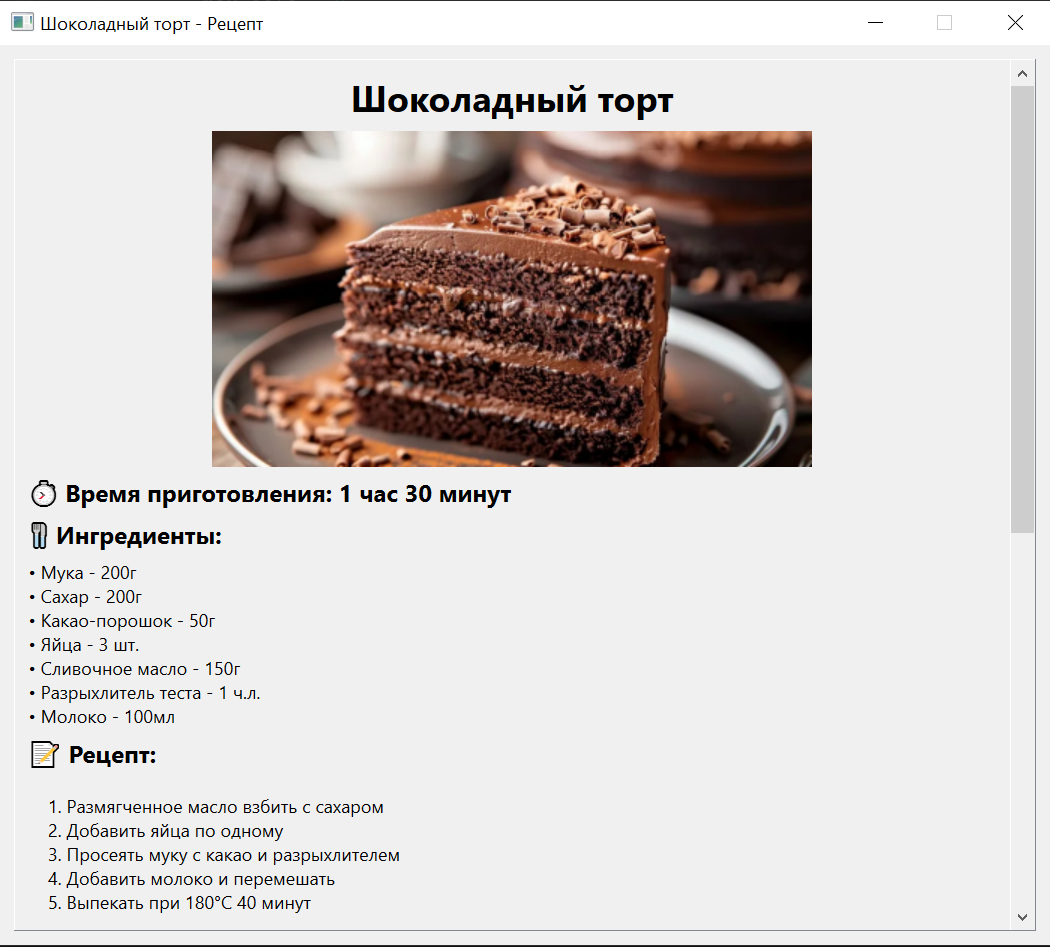 Шоколадный торт - Рецепт
Шоколадный торт
Время приготовления: 1 час 30 минут
Ингредиенты:
• Мука - 200г
• Сахар - 200г
• Какао-порошок - 50г
• Яйца - 3 шт.
• Сливочное масло - 150г
• Разрыхлитель теста - 1 ч.л.
• Молоко - 100мл
Рецепт:
1. Размягченное масло взбить с сахаром
2. Добавить яйца по одному
3. Просеять муку с какао и разрыхлителем
4. Добавить молоко и перемешать
5. Выпекать при 180°C 40 минут